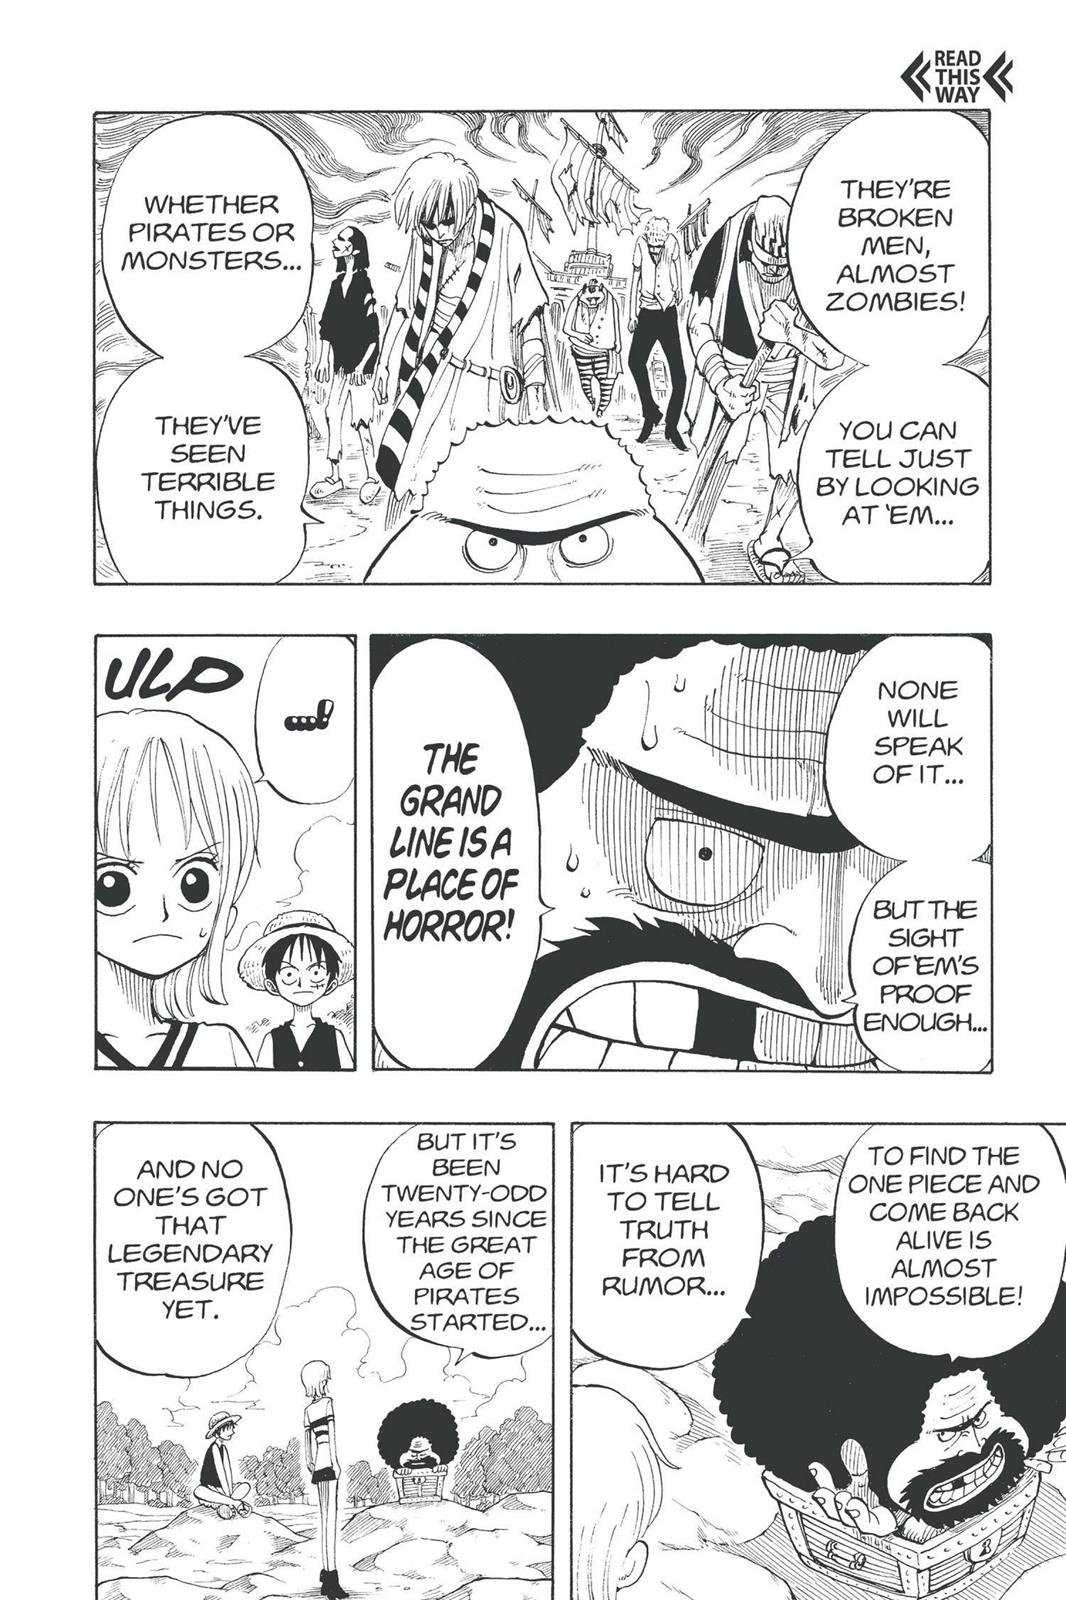 READ
THIS
WAY
THEY'RE
BROKEN
MEN,
ALMOST
ZOMBIES!
YOU CAN
TELL JUST
BY LOOKING
AT 'EM...
WHETHER
PIRATES OR
MONSTERS...
THEY'VE
SEEN
TERRIBLE
THINGS.
NONE
WILL
SPEAK
OF IT...
BUT THE
SIGHT
OF 'EM'S
PROOF
ENOUGH...
THE
GRAND
LINE IS A
PLACE OF
HORROR!
....!
ULP
TO FIND THE
ONE PIECE AND
COME BACK
ALIVE IS
ALMOST
IMPOSSIBLE!
IT'S HARD
TO TELL
TRUTH
FROM
RUMOR...
BUT IT'S
BEEN
TWENTY-ODD
YEARS SINCE
THE GREAT
AGE OF
PIRATES
STARTED...
AND NO
ONE'S GOT
THAT
LEGENDARY
TREASURE
YET.